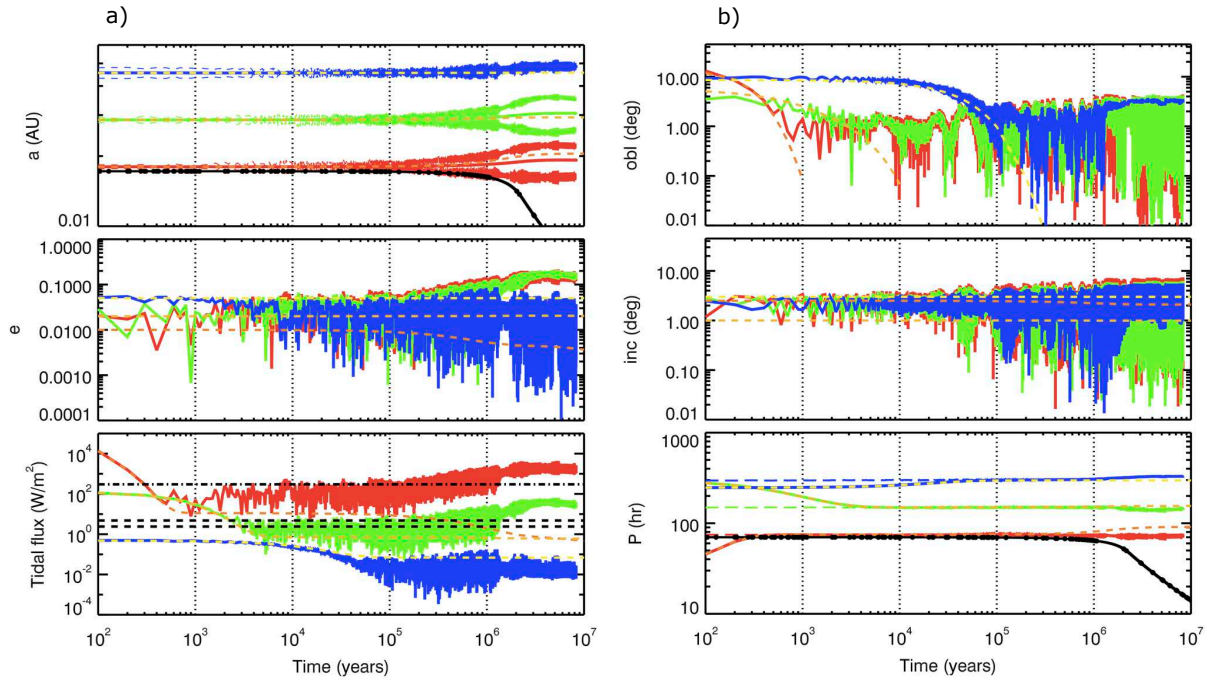 a)
b)
a (AU)
0.01
e
1.0000
0.1000
0.0100
0.0010
0.0001
Tidal flux (W/m²)
10⁴
10²
10⁰
10⁻²
10⁻⁴
10² 10³ 10⁴ 10⁵ 10⁶ 10⁷
Time (years)
obl (deg
10.00
1.00
0.10
0.01
inc (deg)
10.00
1.00
0.10
0.01
P (hr)
1000
100
10
10² 10³ 10⁴ 10⁵ 10⁶ 10⁷
Time (years)